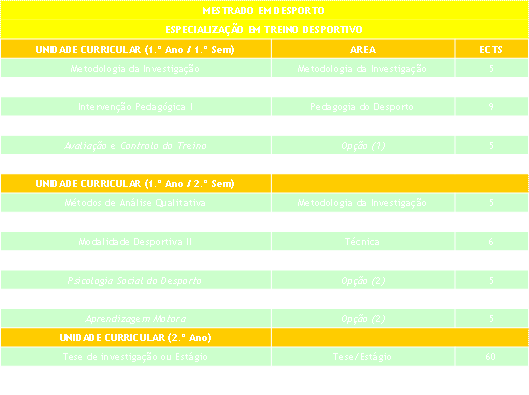 MESTRADO EM DESPORTO
ESPECIALIZAÇÃO EM TREINO DESPORTIVO
UNIDADE CURRICULAR (1.º Ano / 1.º Sem) AREA ECTS
Metodologia da Investigação Metodologia da Investigação 5
Intervenção Pedagógica I Pedagogia do Desporto 9
Avaliação e Controlo do Treino Opção (1) 5
UNIDADE CURRICULAR (1.º Ano / 2.º Sem)
Métodos de Análise Qualitativa Metodologia da Investigação 5
Modalidade Desportiva II Técnica 6
Psicologia Social do Desporto Opção (2) 5
Aprendizagem Motora Opção (2) 5
UNIDADE CURRICULAR (2.º Ano)
Tese de Investigação ou Estágio Tese/Estágio 60